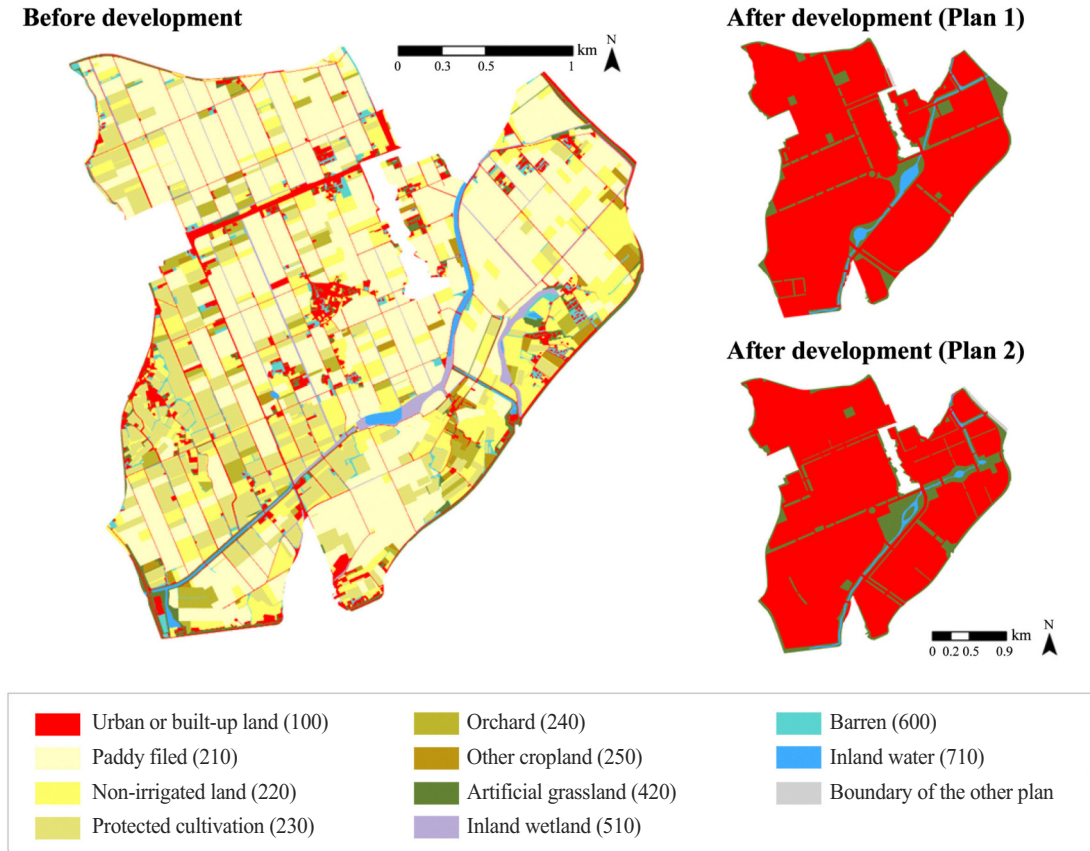 Before development
After development (Plan 1)
km
0 0.3 0.5 1
N
After development (Plan 2)
km
0 0.2 0.5 0.9
N
Urban or built-up land (100)
Paddy filed (210)
Non-irrigated land (220)
Protected cultivation (230)
Orchard (240)
Other cropland (250)
Artificial grassland (420)
Inland wetland (510)
Barren (600)
Inland water (710)
Boundary of the other plan